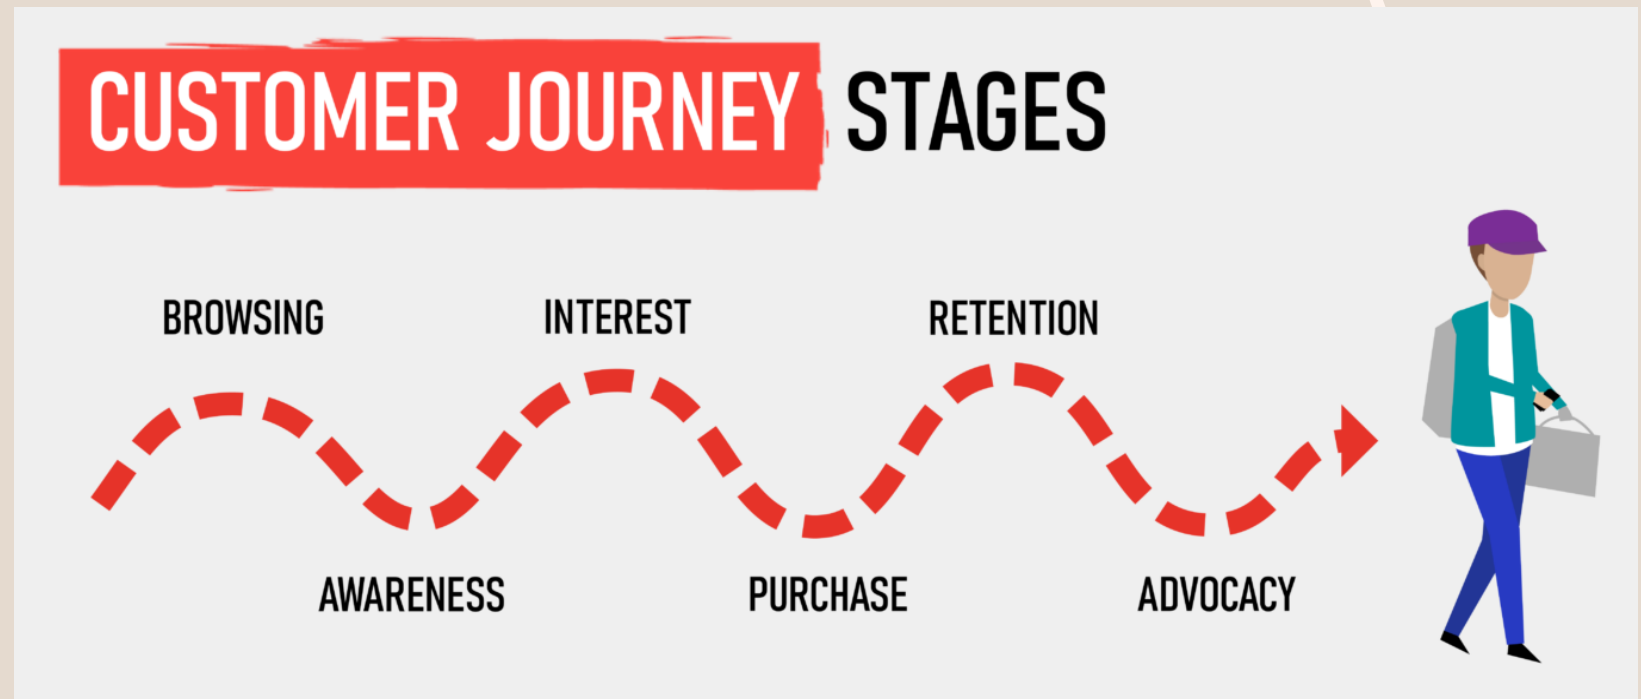 CUSTOMER JOURNEY STAGES
BROWSING INTEREST RETENTION
AWARENESS PURCHASE ADVOCACY